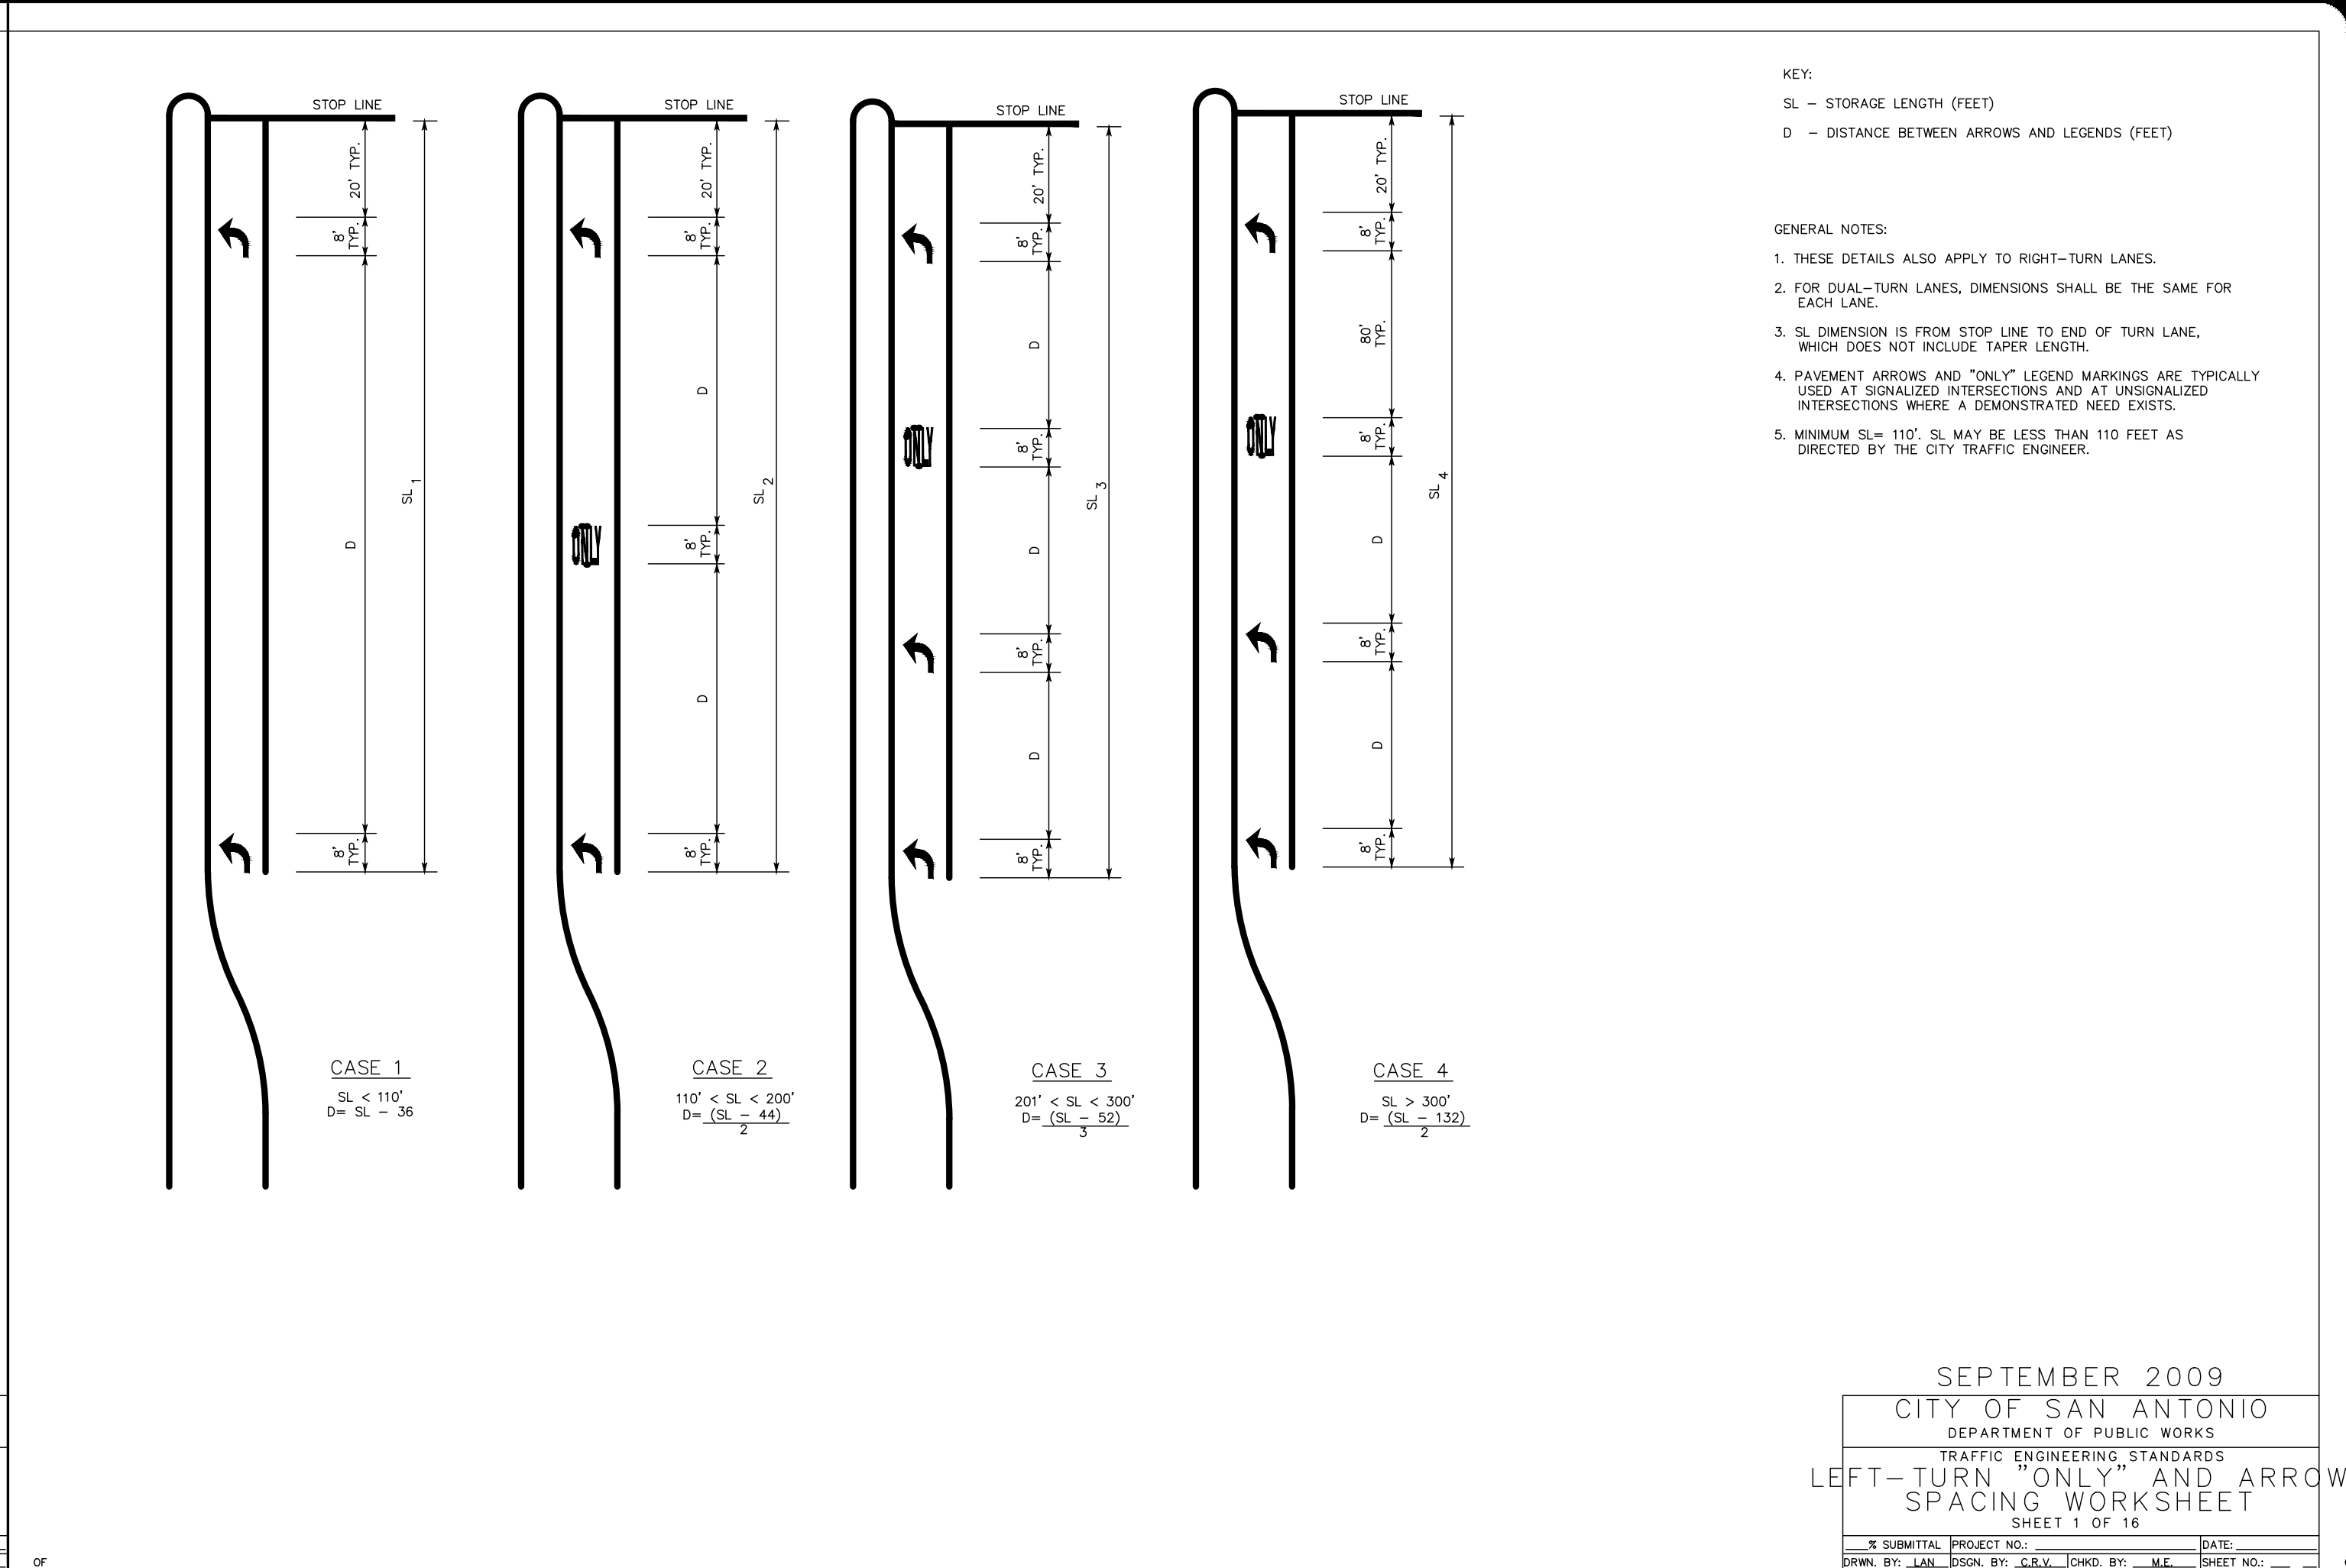 STOP LINE
20' TYP.
8'
TYP.
D
8'
TYP.
SL 1
CASE 1
SL < 110'
D= SL – 36
STOP LINE
20' TYP.
8'
TYP.
D
ONLY
8'
TYP.
D
8'
TYP.
SL 2
CASE 2
110' < SL < 200'
D= (SL – 44)
2
STOP LINE
20' TYP.
8'
TYP.
D
ONLY
8'
TYP.
D
8'
TYP.
D
8'
TYP.
SL 3
CASE 3
201' < SL < 300'
D= (SL – 52)
3
STOP LINE
20' TYP.
8'
TYP.
80'
TYP.
ONLY
8'
TYP.
D
8'
TYP.
D
8'
TYP.
SL 4
CASE 4
SL > 300'
D= (SL – 132)
2
KEY:
SL – STORAGE LENGTH (FEET)
D – DISTANCE BETWEEN ARROWS AND LEGENDS (FEET)
GENERAL NOTES:
1. THESE DETAILS ALSO APPLY TO RIGHT–TURN LANES.
2. FOR DUAL–TURN LANES, DIMENSIONS SHALL BE THE SAME FOR
EACH LANE.
3. SL DIMENSION IS FROM STOP LINE TO END OF TURN LANE,
WHICH DOES NOT INCLUDE TAPER LENGTH.
4. PAVEMENT ARROWS AND "ONLY" LEGEND MARKINGS ARE TYPICALLY
USED AT SIGNALIZED INTERSECTIONS AND AT UNSIGNALIZED
INTERSECTIONS WHERE A DEMONSTRATED NEED EXISTS.
5. MINIMUM SL= 110'. SL MAY BE LESS THAN 110 FEET AS
DIRECTED BY THE CITY TRAFFIC ENGINEER.
SEPTEMBER 2009
CITY OF SAN ANTONIO
DEPARTMENT OF PUBLIC WORKS
TRAFFIC ENGINEERING STANDARDS
LEFT–TURN "ONLY" AND ARROW
SPACING WORKSHEET
SHEET 1 OF 16
% SUBMITTAL PROJECT NO.: DATE:
DRWN. BY: LAN DSGN. BY: C.R.V. CHKD. BY: M.E. SHEET NO.:
OF